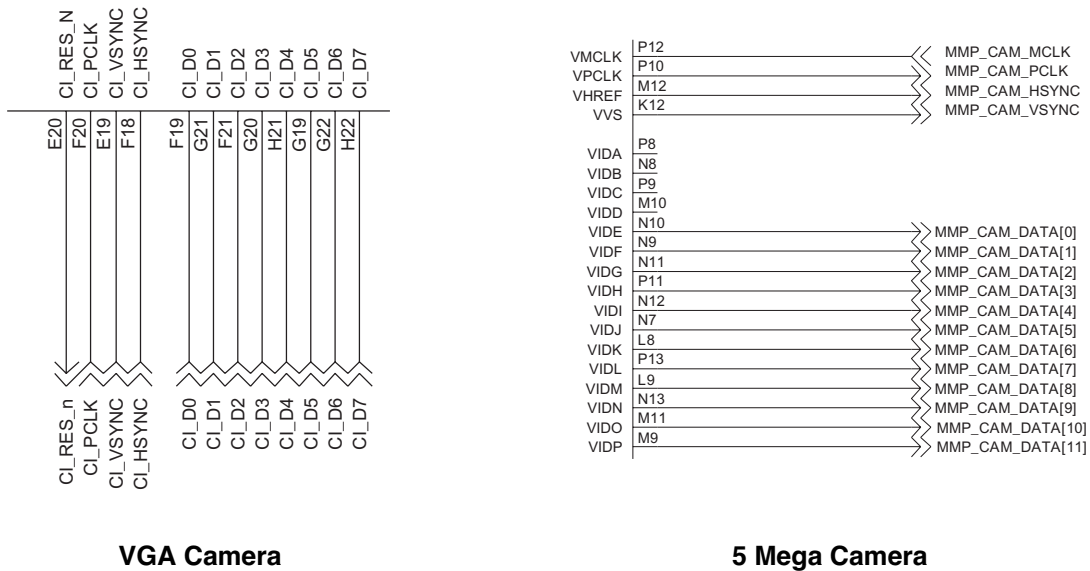 CI_RES_N
CI_PCLK
CI_VSYNC
CI_HSYNC
CI_D0
CI_D1
CI_D2
CI_D3
CI_D4
CI_D5
CI_D6
CI_D7
E20
F20
E19
F18
F19
G21
F21
G20
H21
G19
G22
H22
CI_RES_n
CI_PCLK
CI_VSYNC
CI_HSYNC
CI_D0
CI_D1
CI_D2
CI_D3
CI_D4
CI_D5
CI_D6
CI_D7
VGA Camera
VMCLK P12 MMP_CAM_MCLK
VPCLK P10 MMP_CAM_PCLK
VHREF M12 MMP_CAM_HSYNC
VVS K12 MMP_CAM_VSYNC
VIDA P8
VIDB N8
VIDC P9
VIDD M10
VIDE N10 MMP_CAM_DATA[0]
VIDF N9 MMP_CAM_DATA[1]
VIDG N11 MMP_CAM_DATA[2]
VIDH P11 MMP_CAM_DATA[3]
VIDI N12 MMP_CAM_DATA[4]
VIDJ N7 MMP_CAM_DATA[5]
VIDK L8 MMP_CAM_DATA[6]
VIDL P13 MMP_CAM_DATA[7]
VIDM L9 MMP_CAM_DATA[8]
VIDN N13 MMP_CAM_DATA[9]
VIDO M11 MMP_CAM_DATA[10]
VIDP M9 MMP_CAM_DATA[11]
5 Mega Camera